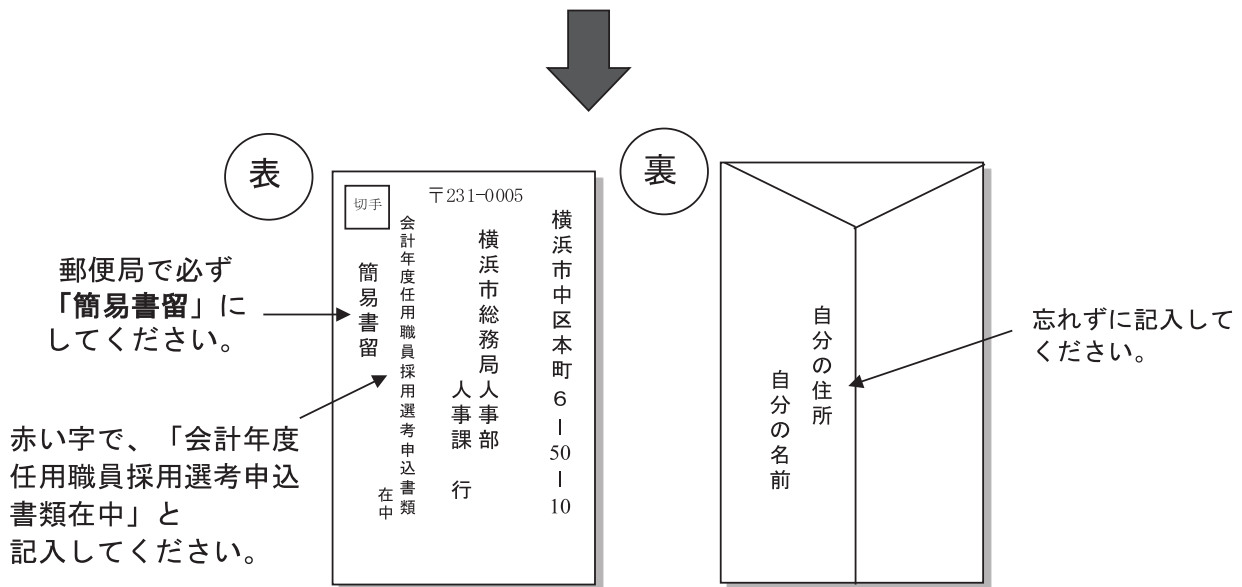 表
郵便局で必ず
「簡易書留」に
してください。
赤い字で、「会計年度
任用職員採用選考申込
書類在中」と
記入してください。
切手
〒231-0005
横浜市中区本町6-50-10
横浜市総務局人事部
人事課 行
会計年度任用職員採用選考申込書類
在中
簡易書留
裏
自分の住所
自分の名前
忘れずに記入して
ください。